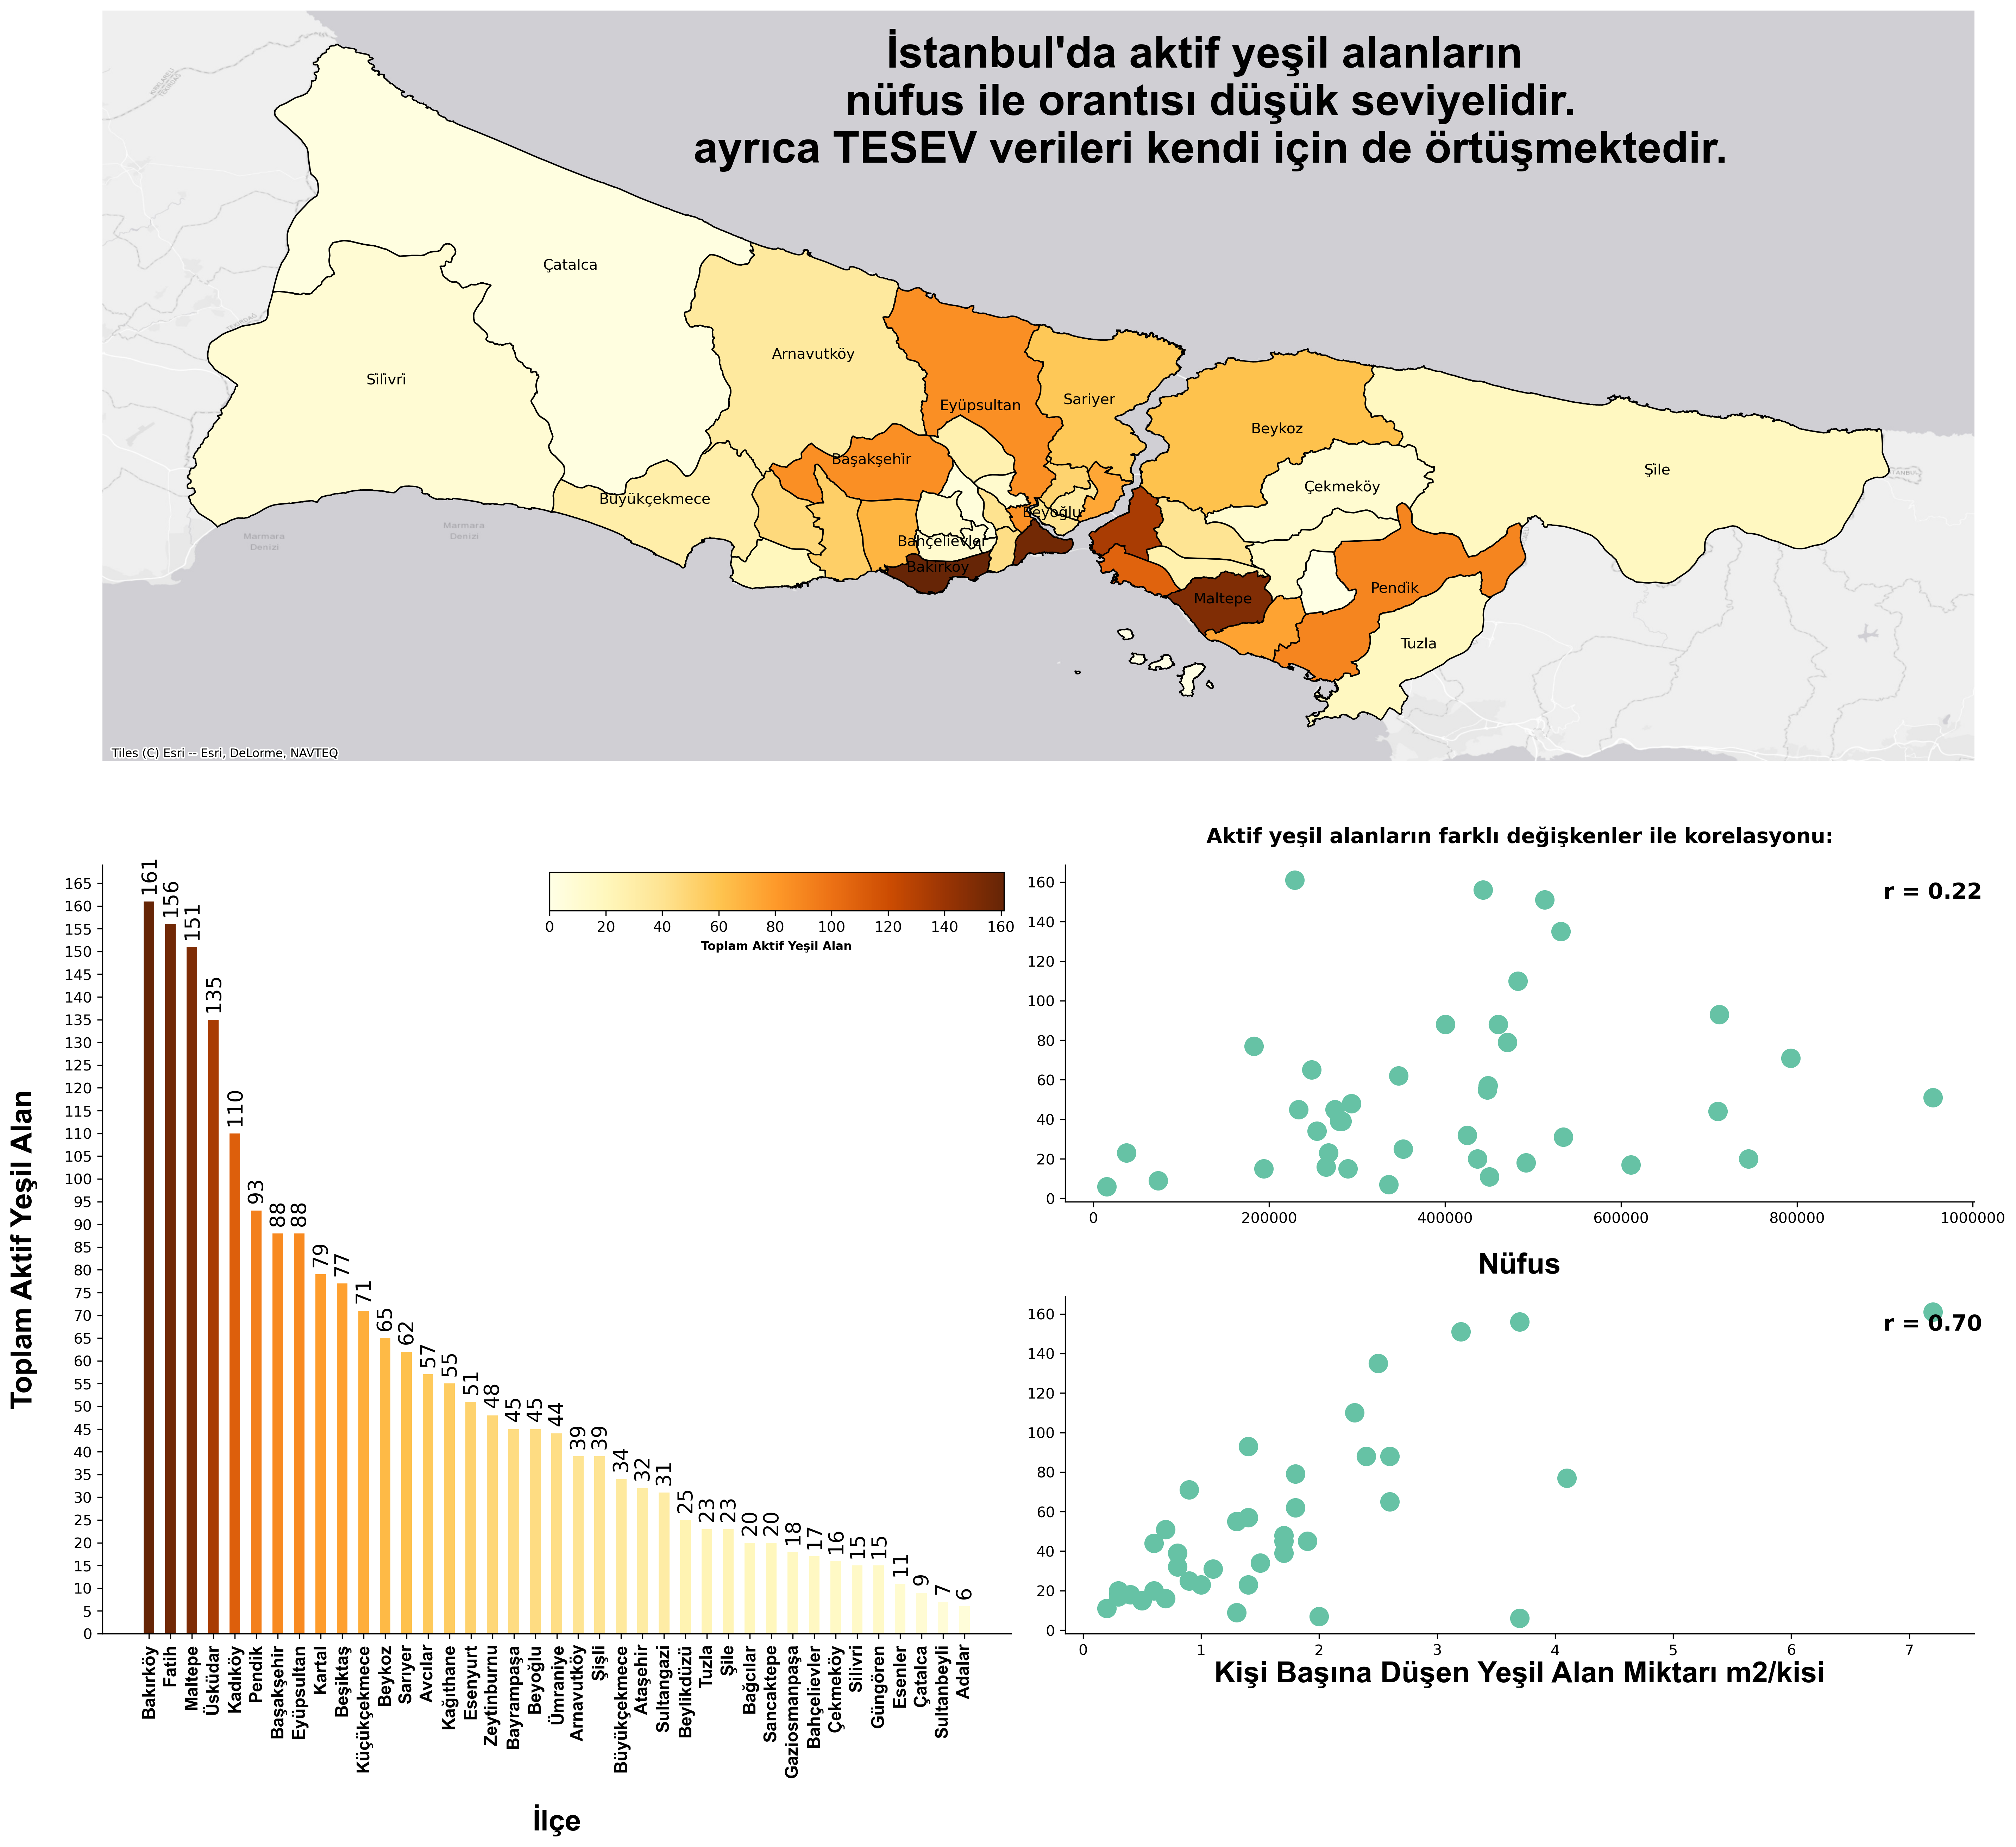 İstanbul'da aktif yeşil alanların
nüfus ile orantısı düşük seviyelidir.
ayrıca TESEV verileri kendi için de örtüşmektedir.
Çatalca
Silivri
Arnavutköy
Eyüpsultan
Sariyer
Beykoz
Başakşehir
Büyükçekmece
Çekmeköy
Şile
Beyoğlu
Bahçelievler
Bakırköy
Maltepe
Pendik
Tuzla
Marmara
Denizi
Marmara
Denizi
Tiles (C) Esri -- Esri, DeLorme, NAVTEQ
Toplam Aktif Yeşil Alan
165
160
155
150
145
140
135
130
125
120
115
110
105
100
95
90
85
80
75
70
65
60
55
50
45
40
35
30
25
20
15
10
5
0
161 156 151 135 110 93 88 88 79 77 71 65 62 57 55 51 48 45 45 44 39 39 34 32 31 25 23 23 20 20 18 17 16 15 15 11 9 7 6
0 20 40 60 80 100 120 140 160
Toplam Aktif Yeşil Alan
Bakırköy
Fatih
Maltepe
Üsküdar
Kadıköy
Pendik
Başakşehir
Eyüpsultan
Kartal
Beşiktaş
Küçükçekmece
Beykoz
Sarıyer
Avcılar
Kağıthane
Esenyurt
Zeytinburnu
Bayrampaşa
Beyoğlu
Ümraniye
Arnavutköy
Şişli
Büyükçekmece
Ataşehir
Sultangazi
Beylikdüzü
Tuzla
Şile
Bağcılar
Sancaktepe
Gaziosmanpaşa
Bahçelievler
Çekmeköy
Silivri
Güngören
Esenler
Çatalca
Sultanbeyli
Adalar
İlçe
Aktif yeşil alanların farklı değişkenler ile korelasyonu:
r = 0.22
160
140
120
100
80
60
40
20
0
0 200000 400000 600000 800000 1000000
Nüfus
r = 0.70
160
140
120
100
80
60
40
20
0
0 1 2 3 4 5 6 7
Kişi Başına Düşen Yeşil Alan Miktarı m2/kisi